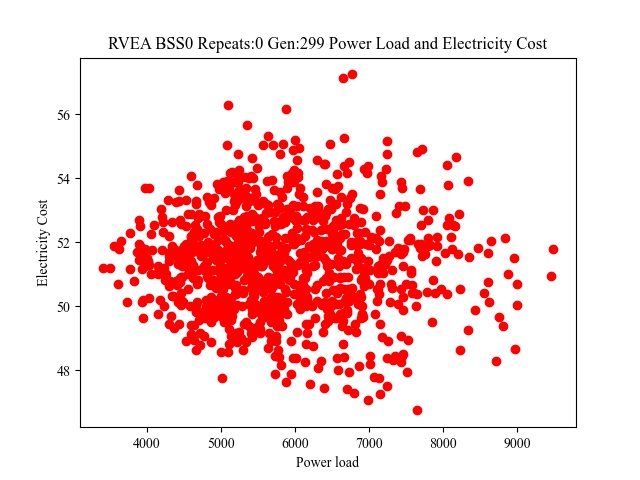 RVEA BSS0 Repeats:0 Gen:299 Power Load and Electricity Cost
Electricity Cost
56
54
52
50
48
4000 5000 6000 7000 8000 9000
Power load